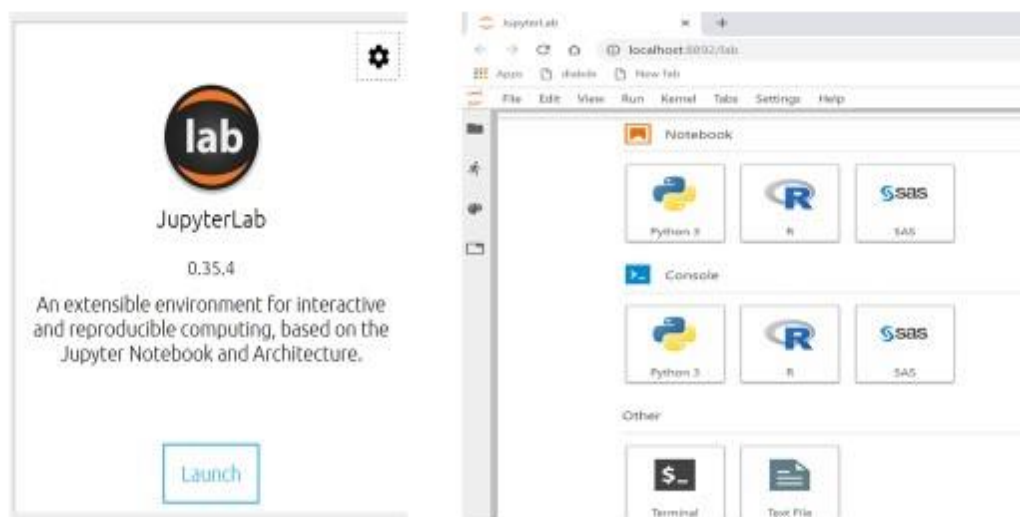 lab
JupyterLab
0.35.4
An extensible environment for interactive
and reproducible computing, based on the
Jupyter Notebook and Architecture.
Launch
JupyterLab
localhost:8892/lab
Apps
New Tab
File Edit View Run Kernel Tabs Settings Help
Notebook
Python 3 R SAS
R sas
Console
Python 3 R SAS
R sas
Other
$_
Terminal Text File